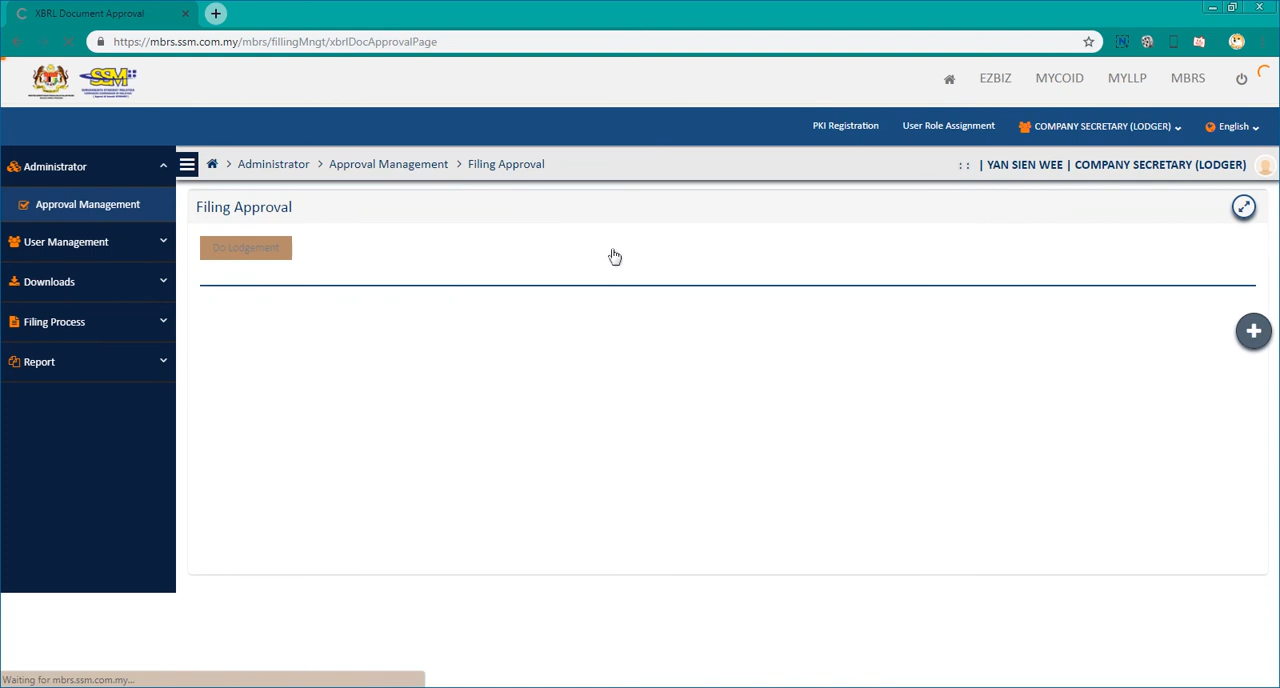 XBRL Document Approval
https://mbrs.ssm.com.my/mbrs/fillingMngt/xbrlDocApprovalPage
SSM
EZBIZ MYCOID MYLLP MBRS
PKI Registration User Role Assignment COMPANY SECRETARY (LODGER) English
Administrator
> Administrator > Approval Management > Filing Approval
:: | YAN SIEN WEE | COMPANY SECRETARY (LODGER)
Approval Management
User Management
Downloads
Filing Process
Report
Filing Approval
Do Lodgement
Waiting for mbrs.ssm.com.my...